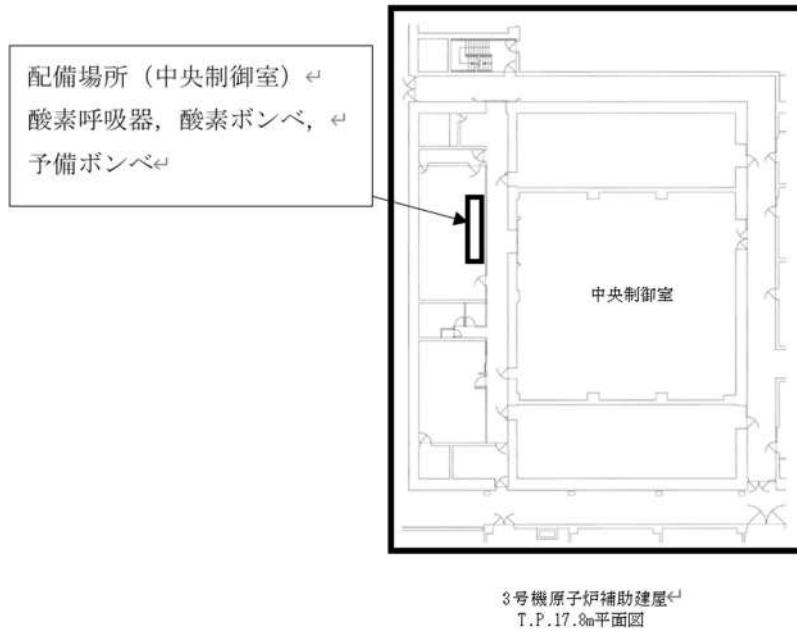 配備場所（中央制御室）↵
酸素呼吸器，酸素ボンベ，↵
予備ボンベ↵
中央制御室
3号機原子炉補助建屋↵
T.P.17.8m平面図